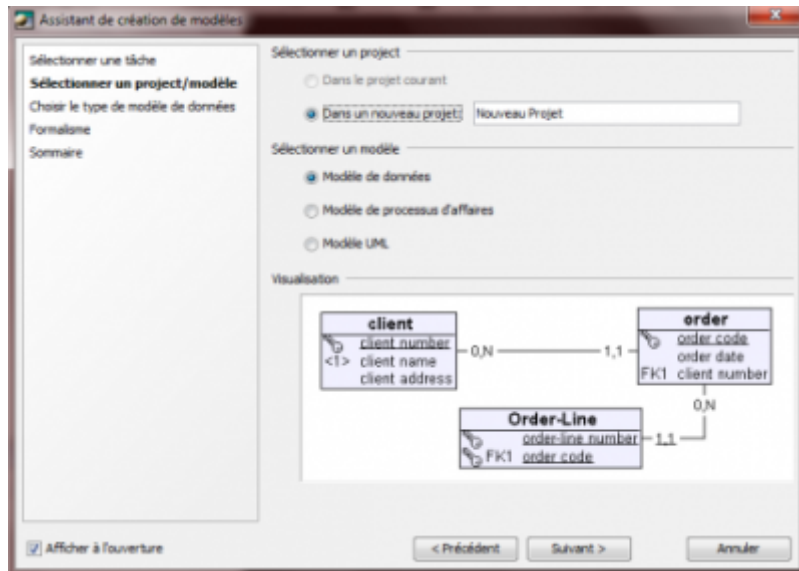 Assistant de création de modèles
Sélectionner une tâche
Sélectionner un project/modèle
Choisir le type de modèle de données
Formalisme
Sommaire
Sélectionner un project
Dans le projet courant
Dans un nouveau projet: Nouveau Projet
Sélectionner un modèle
Modèle de données
Modèle de processus d'affaires
Modèle UML
Visualisation
client
client number
<1> client name
client address
0,N
1,1
order
order code
order date
FK1 client number
0,N
Order-Line
order-line number
FK1 order code
1,1
Afficher à l'ouverture
< Précédent
Suivant >
Annuler